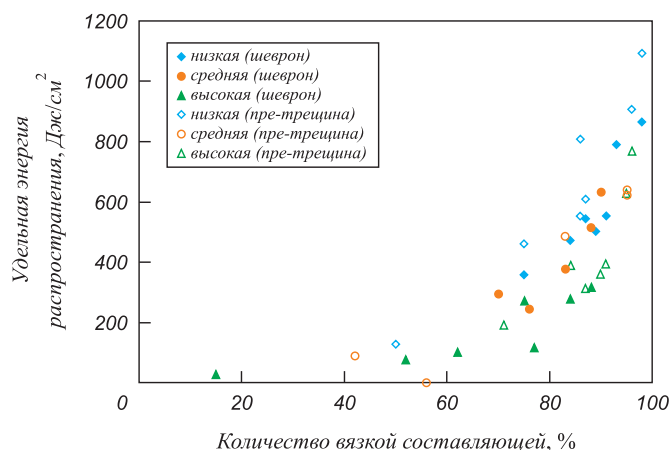 1200
1000
800
600
400
200
0
20
40
60
80
100
Удельная энергия
распространения, Дж/см²
низкая (шеврон)
средняя (шеврон)
высокая (шеврон)
низкая (пре-трещина)
средняя (пре-трещина)
высокая (пре-трещина)
Количество вязкой составляющей, %